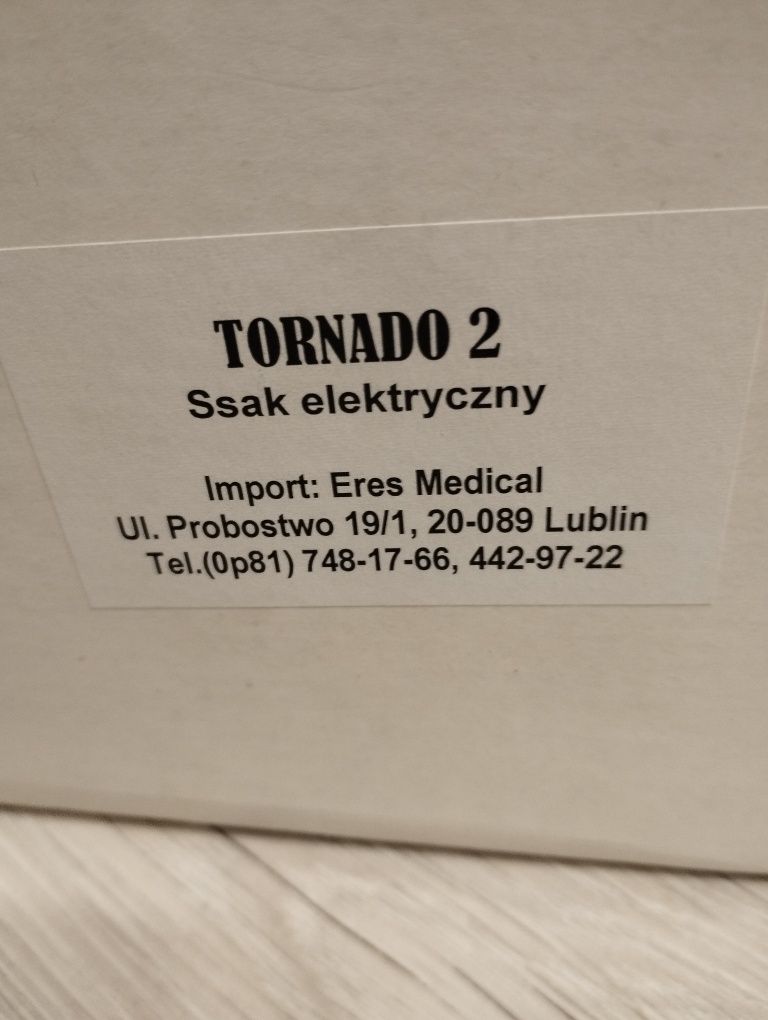 TORNADO 2
Ssak elektryczny
Import: Eres Medical
Ul. Probostwo 19/1, 20-089 Lublin
Tel.(0p81) 748-17-66, 442-97-22